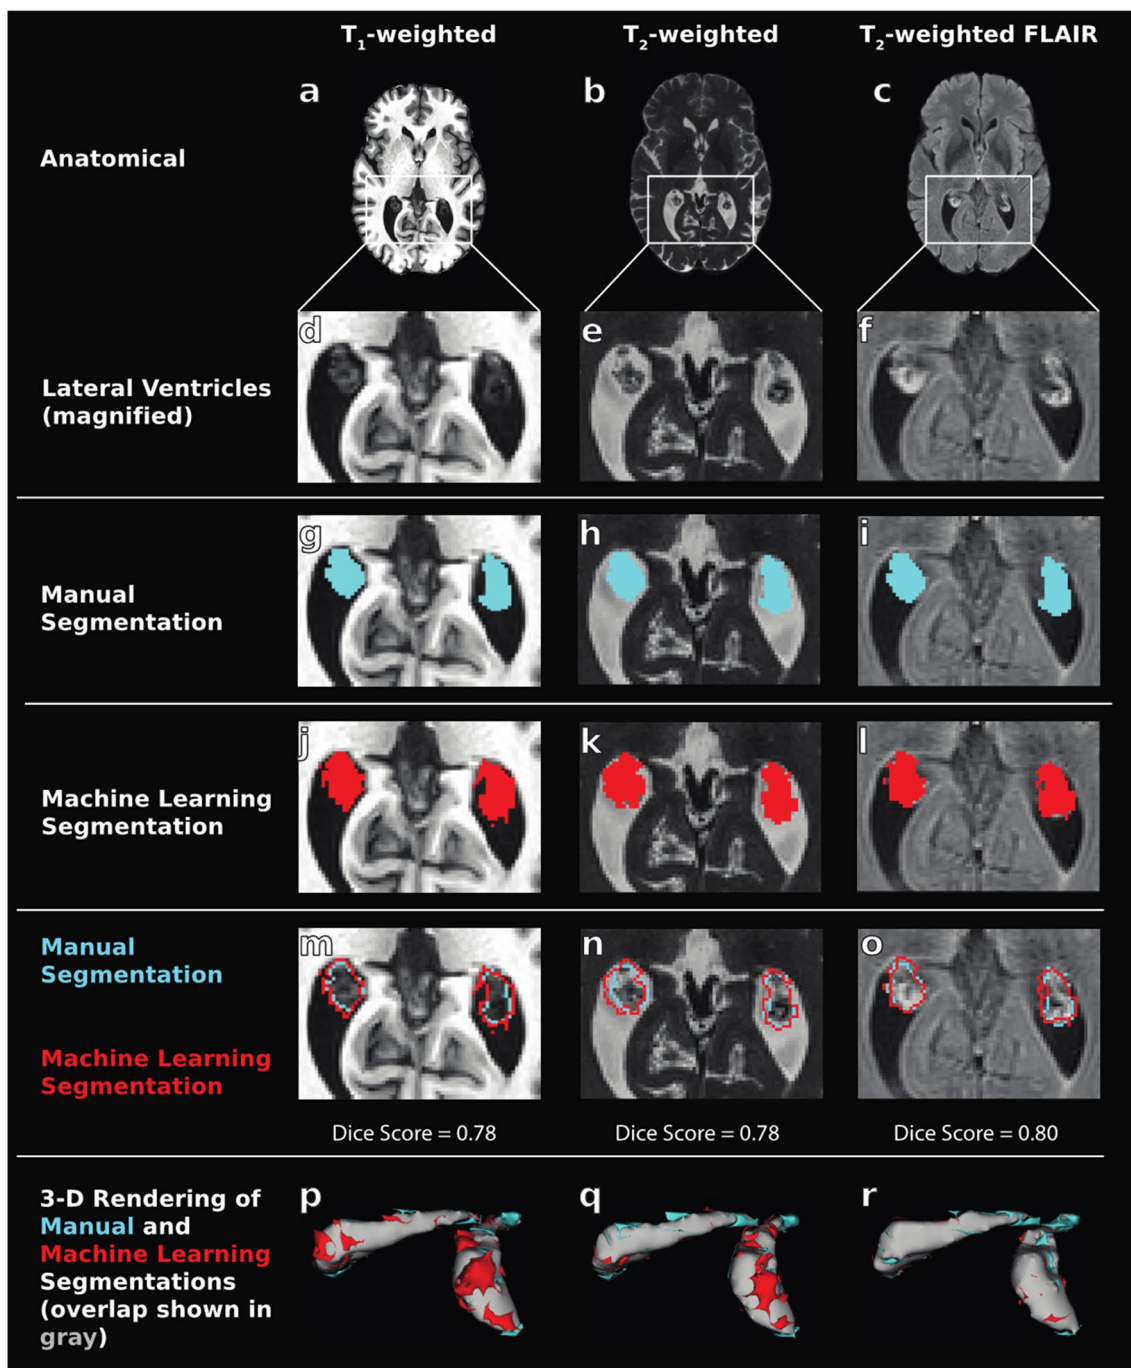 T1-weighted
T2-weighted
T2-weighted FLAIR
a
b
c
Anatomical
d
e
f
Lateral Ventricles
(magnified)
g
h
i
Manual
Segmentation
j
k
l
Machine Learning
Segmentation
m
n
o
Manual
Segmentation
Machine Learning
Segmentation
Dice Score = 0.78
Dice Score = 0.78
Dice Score = 0.80
p
q
r
3-D Rendering of
Manual and
Machine Learning
Segmentations
(overlap shown in
gray)